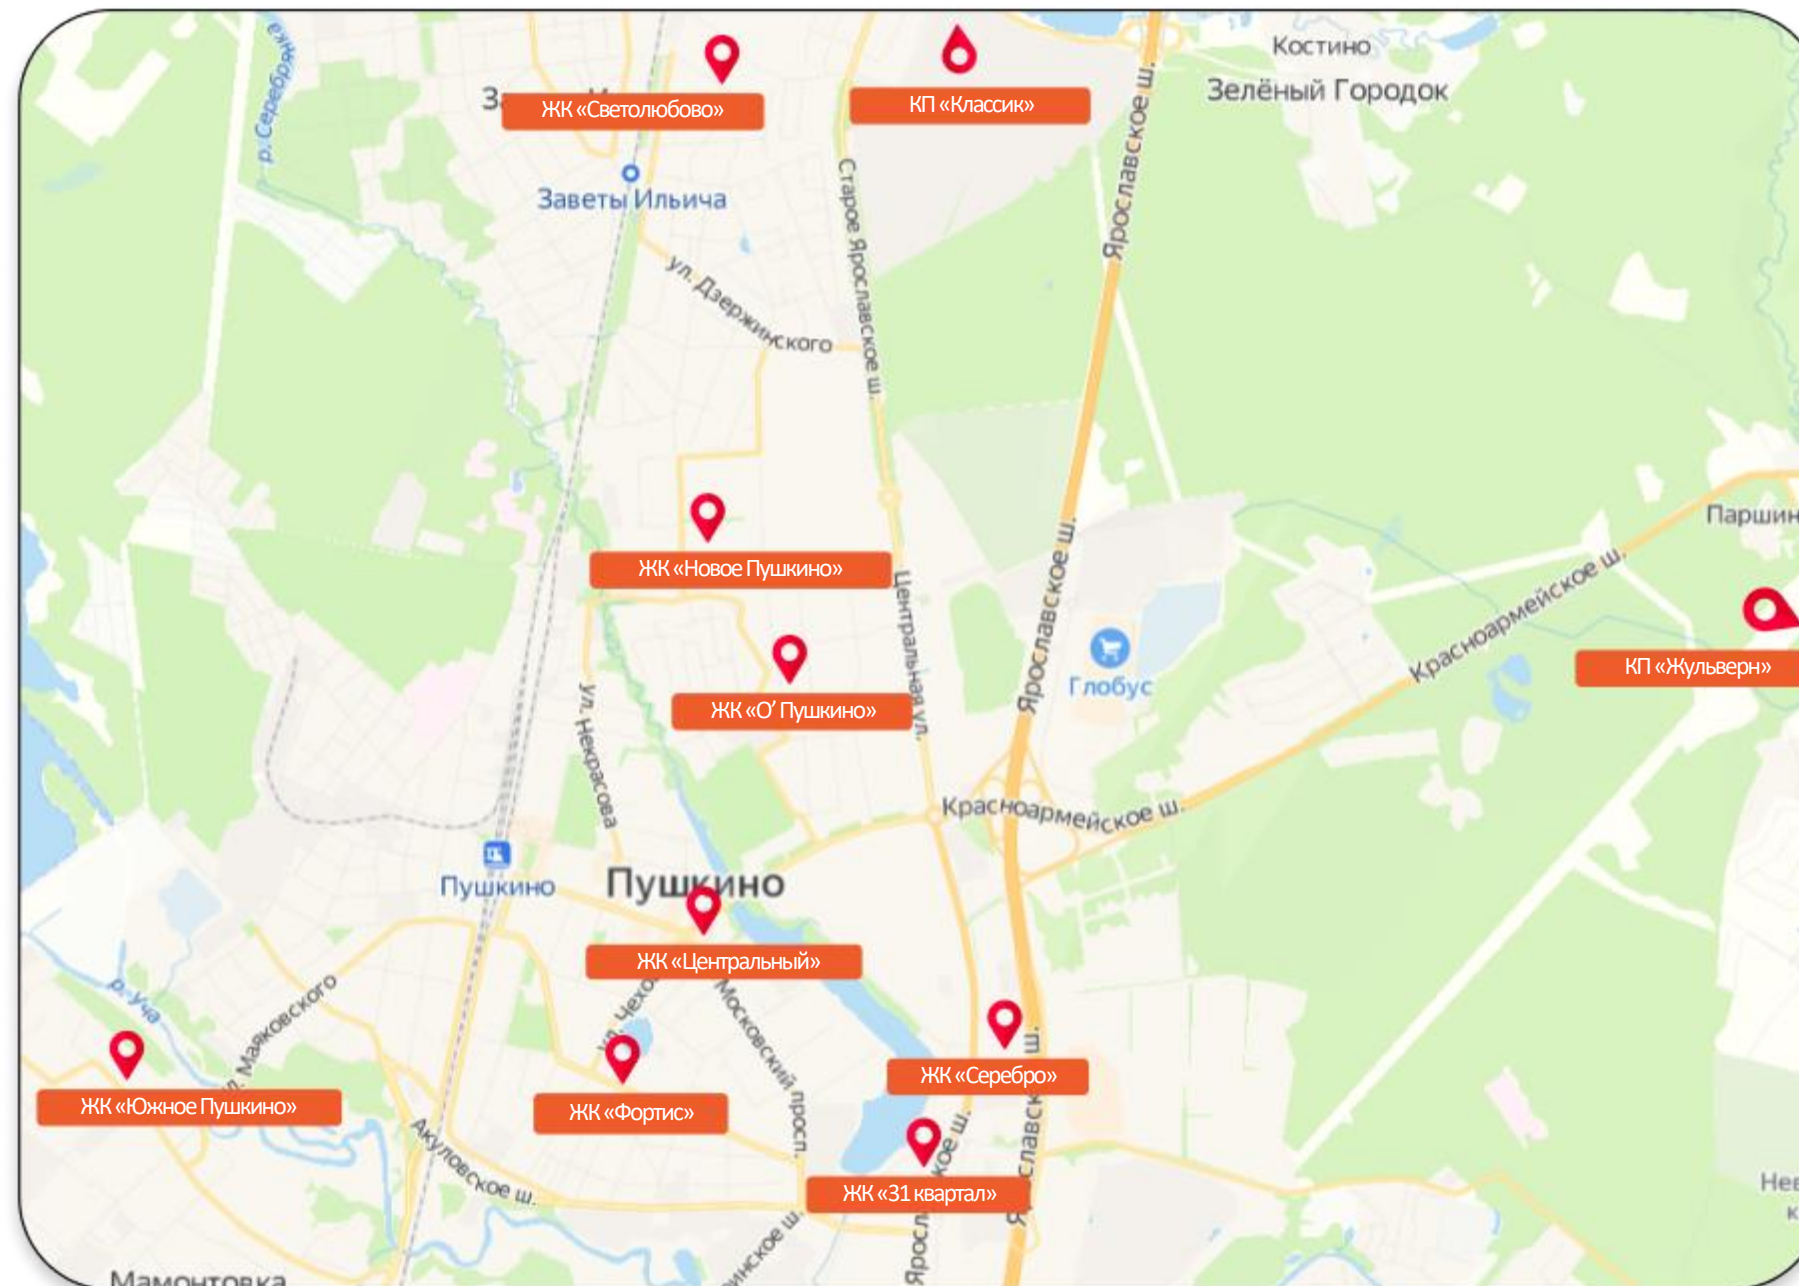 Костино
Зелёный Городок
р. Серебрянка
ЖК «Светолюбово»
КП «Классик»
Заветы Ильича
Ярославское ш.
Старое Ярославское ш.
ул. Дзержинского
ЖК «Новое Пушкино»
Паршин
Центральная ул.
Ярославское ш.
Красноармейское ш.
КП «Жульверн»
Глобус
ЖК «О’ Пушкино»
ул. Некрасова
Красноармейское ш.
Пушкино
Пушкино
ЖК «Центральный»
р. Уча
ул. Маяковского
ул. Чехо
Московский просп.
ЖК «Серебро»
ЖК «Южное Пушкино»
ЖК «Фортис»
Акуловское ш.
ЖК «31 квартал»
Мамонтовка